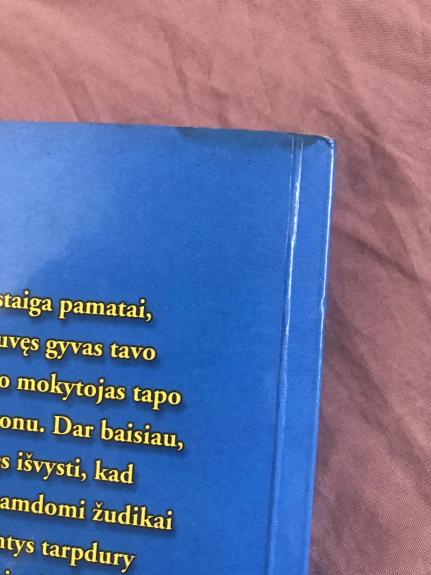 staiga pamatai,
uvęs gyvas tavo
o mokytojas tapo
onu. Dar baisiau,
s išvysti, kad
amdomi žudikai
ntys tarpdury